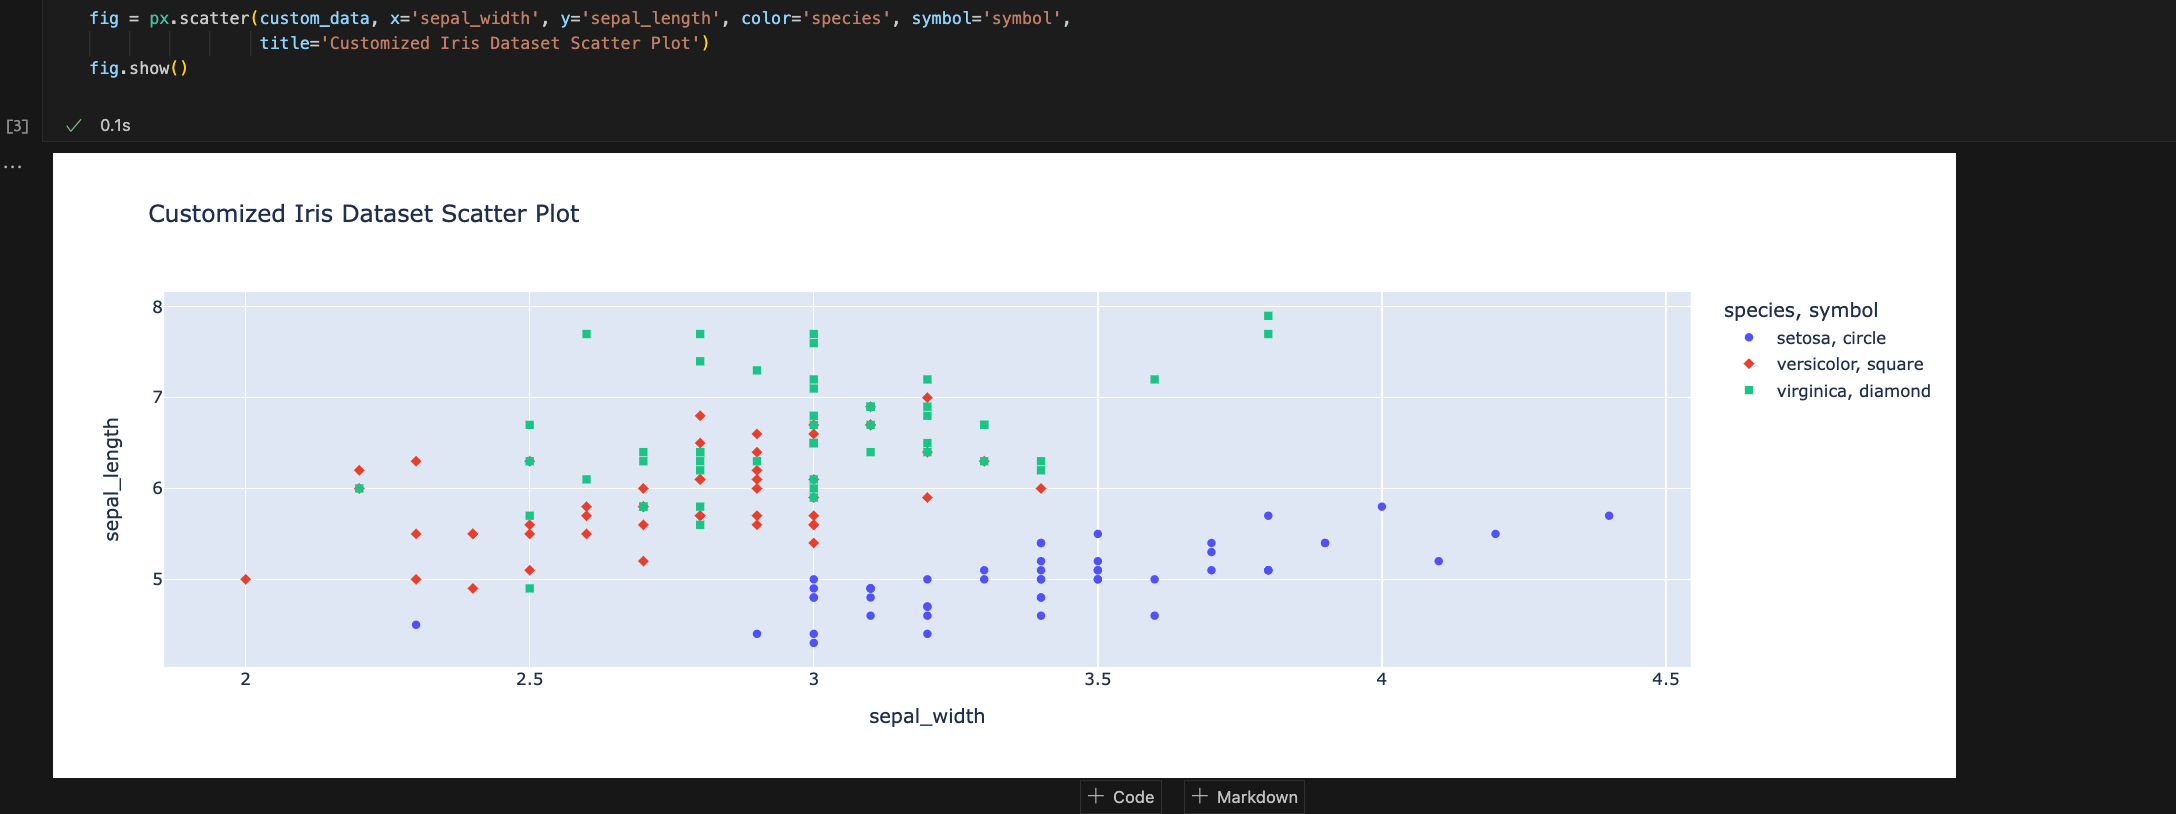 fig = px.scatter(custom_data, x='sepal_width', y='sepal_length', color='species', symbol='symbol',
title='Customized Iris Dataset Scatter Plot')
fig.show()
[3]
✓ 0.1s
...
Customized Iris Dataset Scatter Plot
species, symbol
setosa, circle
versicolor, square
virginica, diamond
sepal_length
8
7
6
5
2 2.5 3 3.5 4 4.5
sepal_width
+ Code + Markdown